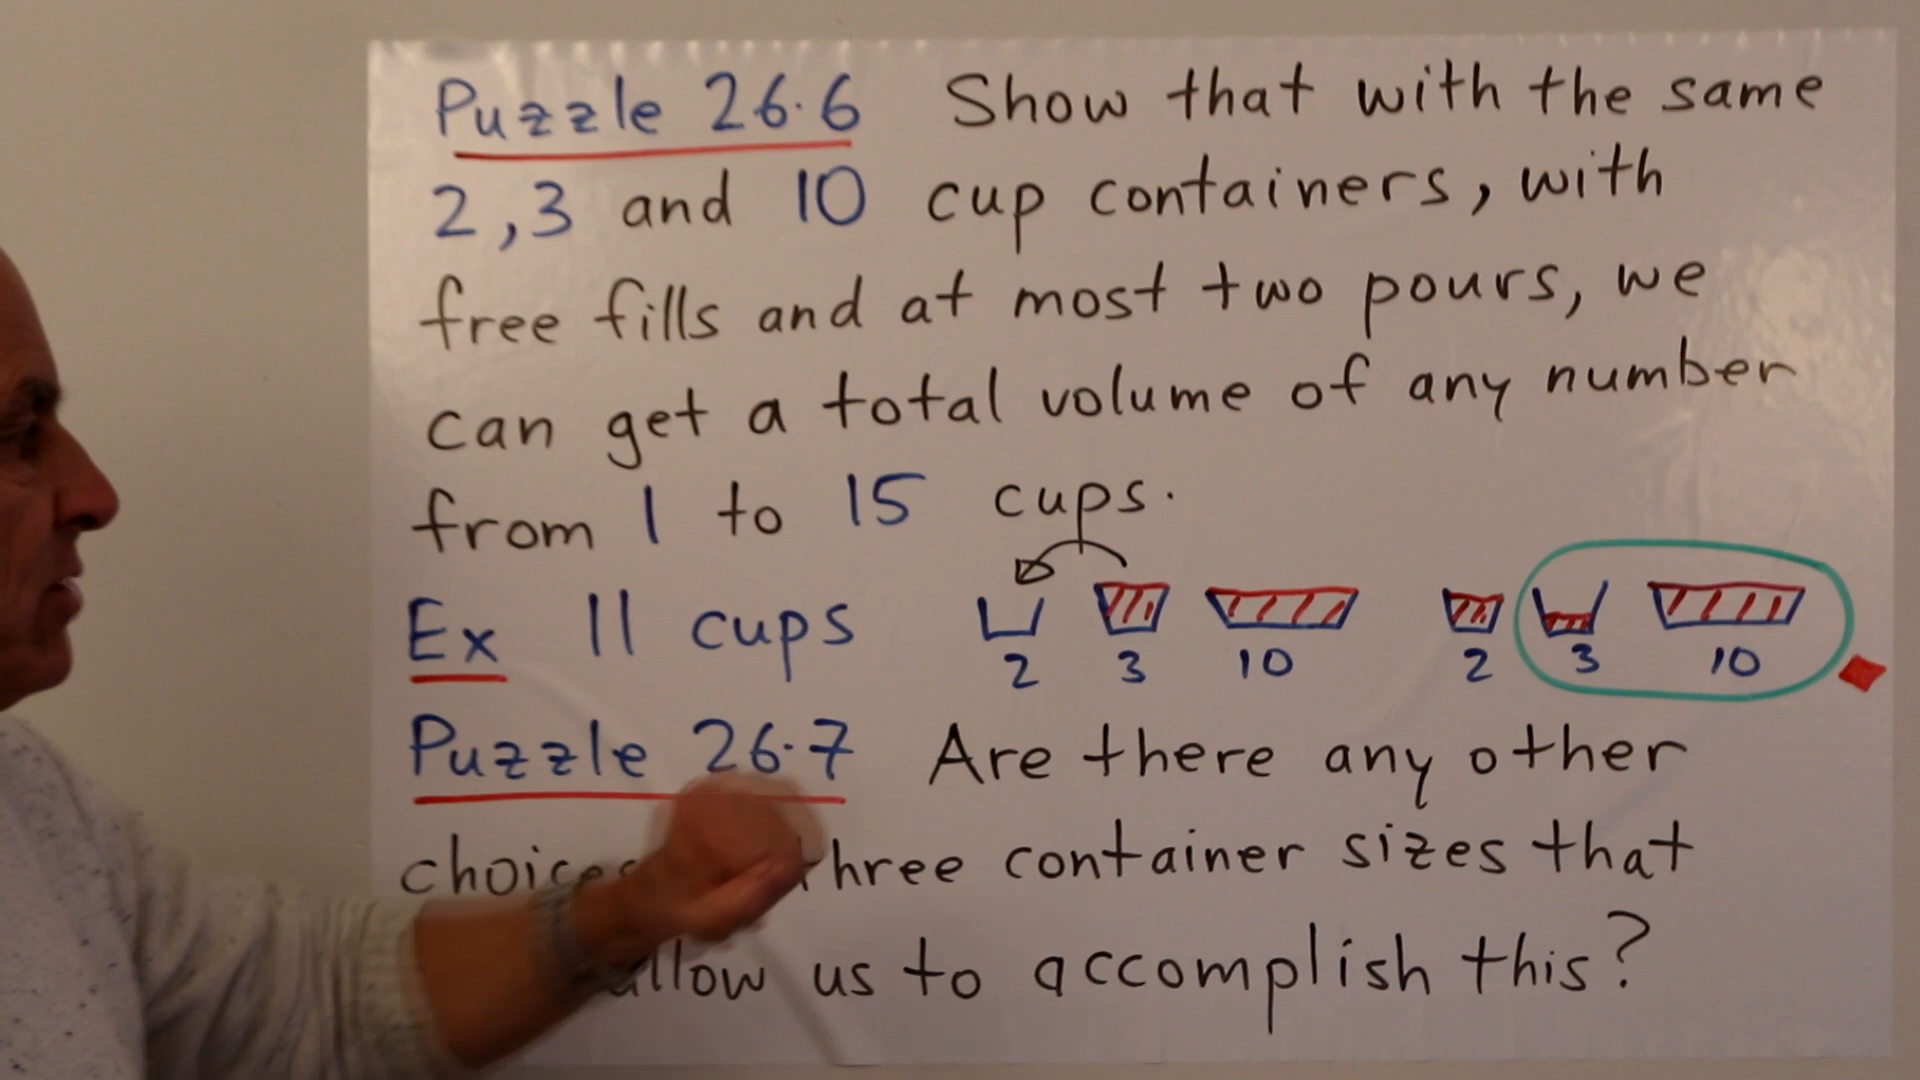 Puzzle 26.6 Show that with the same
2,3 and 10 cup containers, with
free fills and at most two pours, we
can get a total volume of any number
from 1 to 15 cups.
Ex 11 cups
2 3 10 2 3 10
Puzzle 26.7 Are there any other
three container sizes that
us to accomplish this?